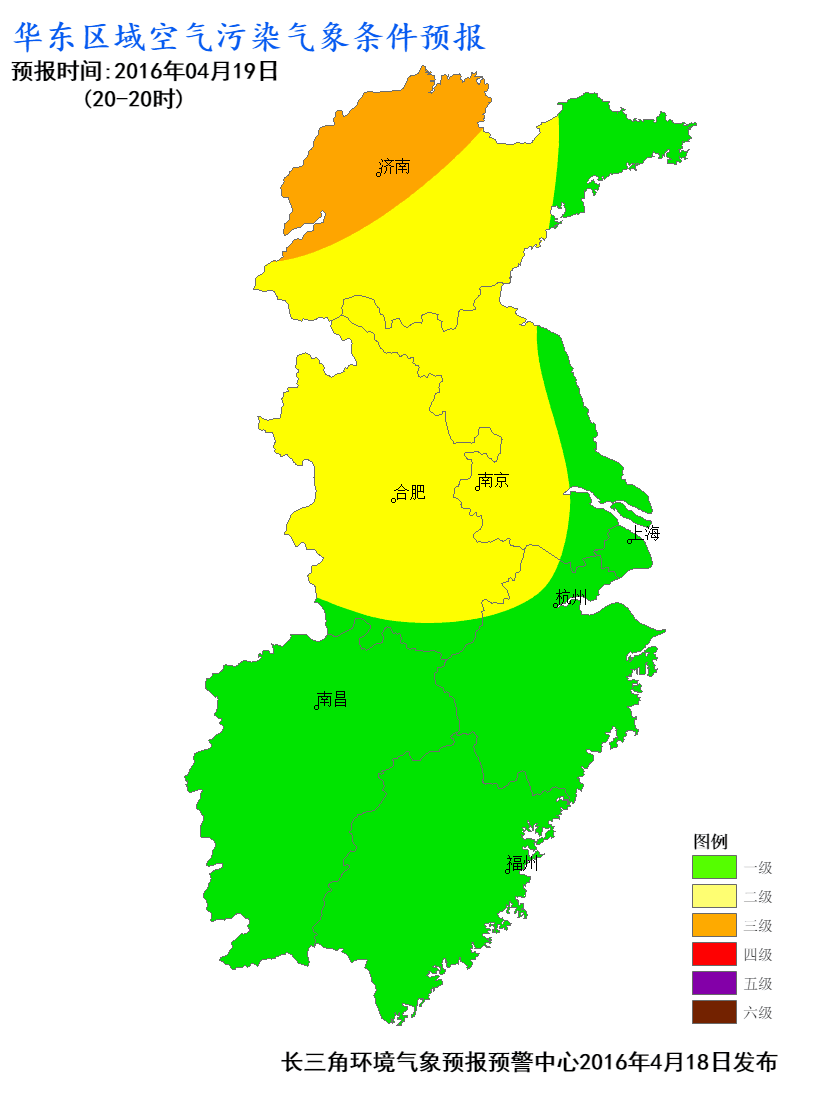 华东区域空气污染气象条件预报
预报时间:2016年04月19日
(20-20时)
济南
南京
合肥
上海
杭州
南昌
福州
图例
一级
二级
三级
四级
五级
六级
长三角环境气象预报预警中心2016年4月18日发布